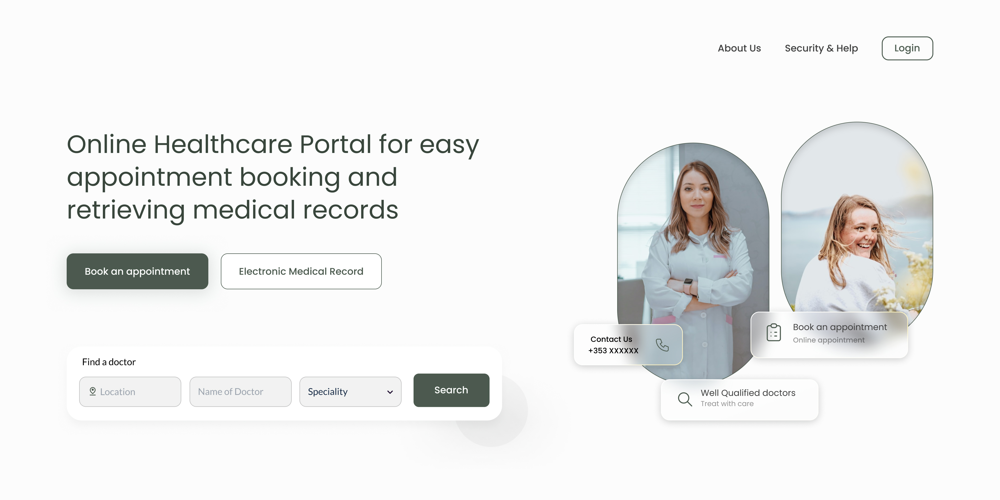 About Us
Security & Help
Login
Online Healthcare Portal for easy
appointment booking and
retrieving medical records
Book an appointment
Electronic Medical Record
Find a doctor
Location
Name of Doctor
Speciality
Search
Contact Us
+353 XXXXXX
Book an appointment
Online appointment
Well Qualified doctors
Treat with care